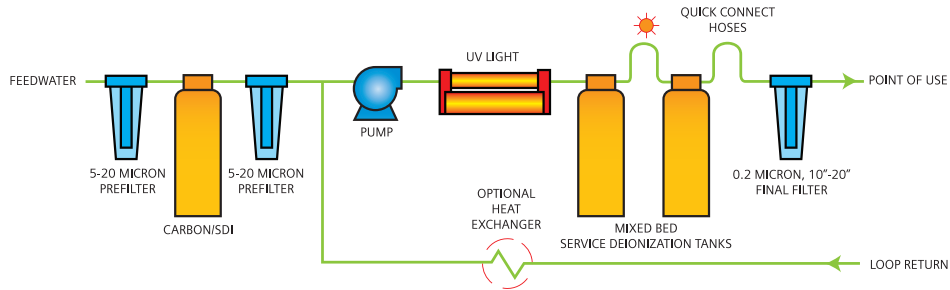 QUICK CONNECT
HOSES
UV LIGHT
FEEDWATER
POINT OF USE
PUMP
5-20 MICRON
PREFILTER
5-20 MICRON
PREFILTER
0.2 MICRON, 10"-20"
FINAL FILTER
OPTIONAL
HEAT
EXCHANGER
CARBON/SDI
MIXED BED
SERVICE DEIONIZATION TANKS
LOOP RETURN